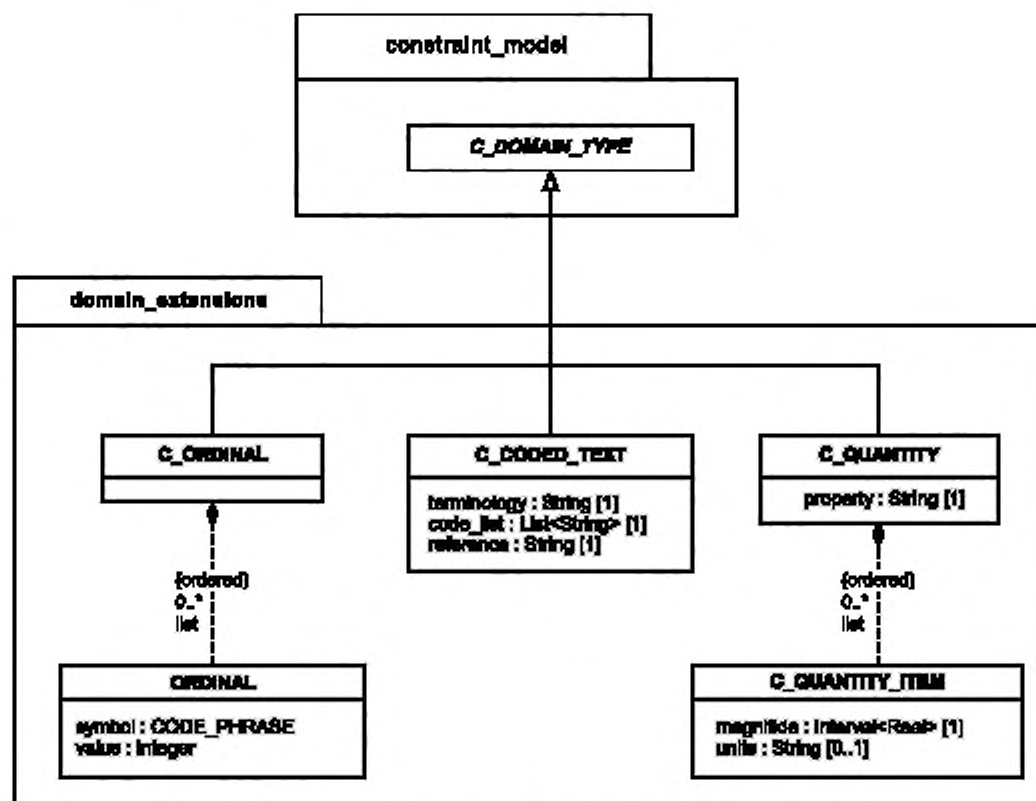 constraint_model
C_DOMAIN_TYPE
domain_extensions
C_ORDINAL
C_CODED_TEXT
terminology : String [1]
code_list : List<String> [1]
reference : String [1]
C_QUANTITY
property : String [1]
{ordered}
0..*
list
{ordered}
0..*
list
ORDINAL
symbol : CODE_PHRASE
value : Integer
C_QUANTITY_ITEM
magnitide : Interval<Real> [1]
units : String [0..1]